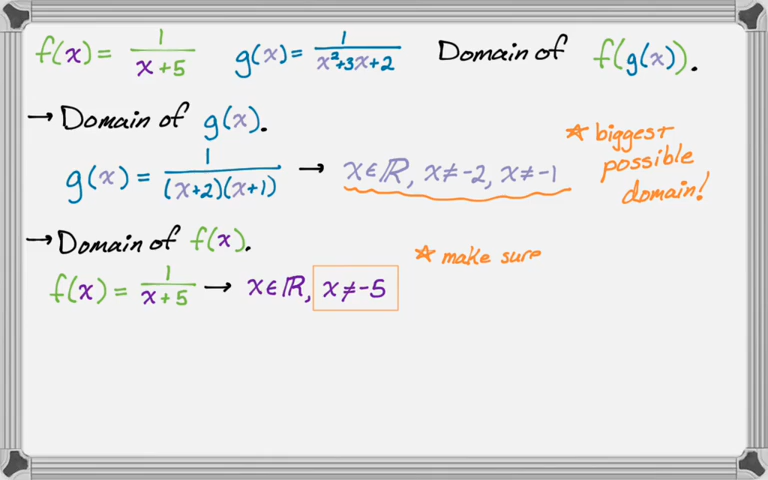 f(x) = 1/(x+5) g(x) = 1/(x²+3x+2) Domain of f(g(x)).
→ Domain of g(x).
g(x) = 1/((x+2)(x+1)) → x∈ℝ, x≠-2, x≠-1
☆ biggest
possible
domain!
→ Domain of f(x).
☆ make sure
f(x) = 1/(x+5) → x∈ℝ, x≠-5